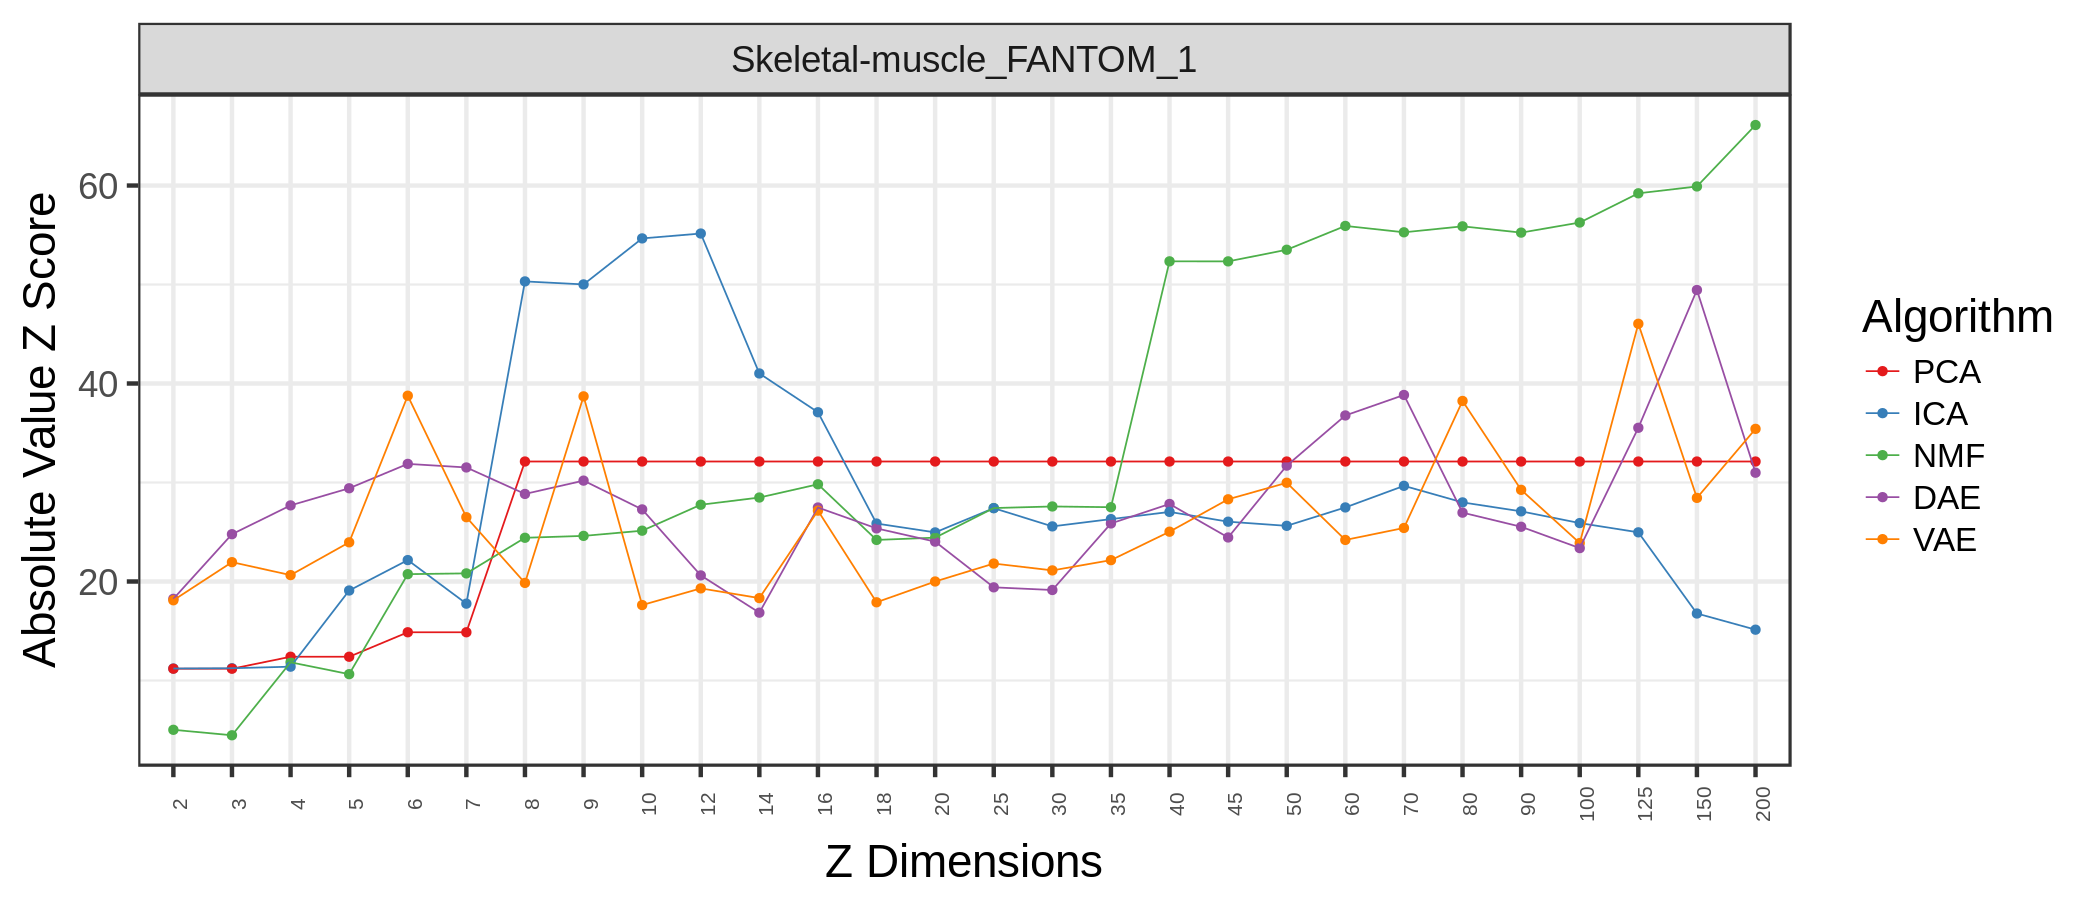 Skeletal-muscle_FANTOM_1
Absolute Value Z Score
60
40
20
2 3 4 5 6 7 8 9 10 12 14 16 18 20 25 30 35 40 45 50 60 70 80 90 100 125 150 200
Z Dimensions
Algorithm
PCA
ICA
NMF
DAE
VAE